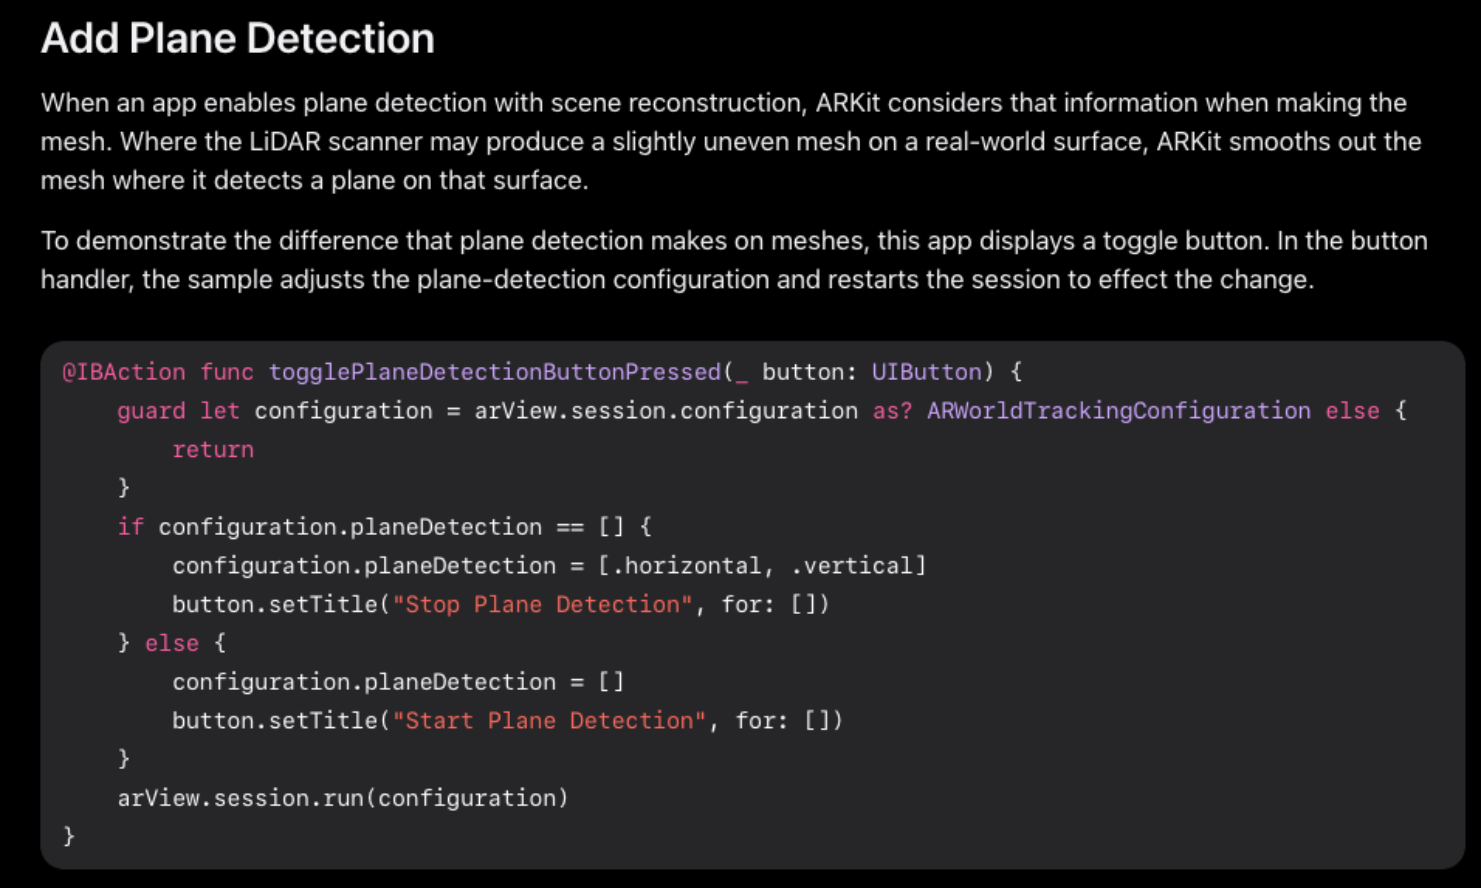 Add Plane Detection
When an app enables plane detection with scene reconstruction, ARKit considers that information when making the
mesh. Where the LiDAR scanner may produce a slightly uneven mesh on a real-world surface, ARKit smooths out the
mesh where it detects a plane on that surface.
To demonstrate the difference that plane detection makes on meshes, this app displays a toggle button. In the button
handler, the sample adjusts the plane-detection configuration and restarts the session to effect the change.
@IBAction func togglePlaneDetectionButtonPressed(_ button: UIButton) {
    guard let configuration = arView.session.configuration as? ARWorldTrackingConfiguration else {
        return
    }
    if configuration.planeDetection == [] {
        configuration.planeDetection = [.horizontal, .vertical]
        button.setTitle("Stop Plane Detection", for: [])
    } else {
        configuration.planeDetection = []
        button.setTitle("Start Plane Detection", for: [])
    }
    arView.session.run(configuration)
}